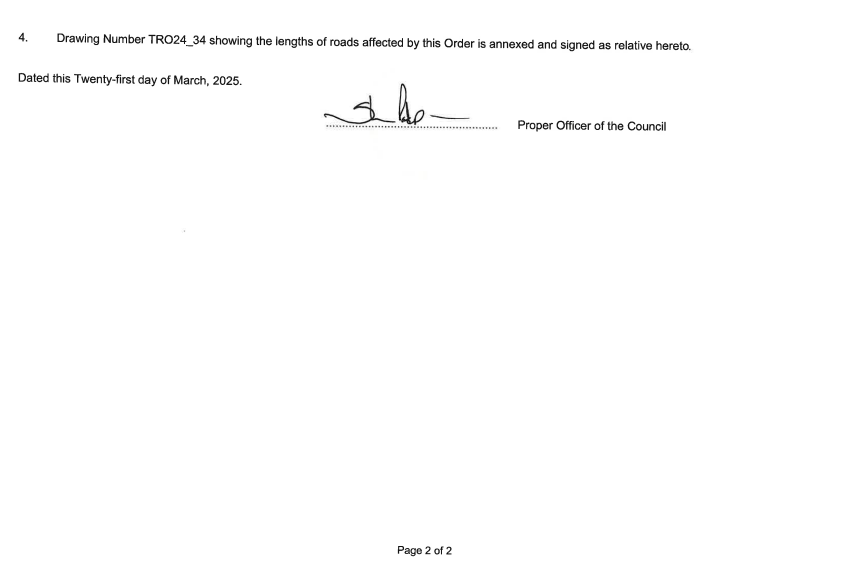 4. Drawing Number TRO24_34 showing the lengths of roads affected by this Order is annexed and signed as relative hereto.
Dated this Twenty-first day of March, 2025.
Proper Officer of the Council
Page 2 of 2